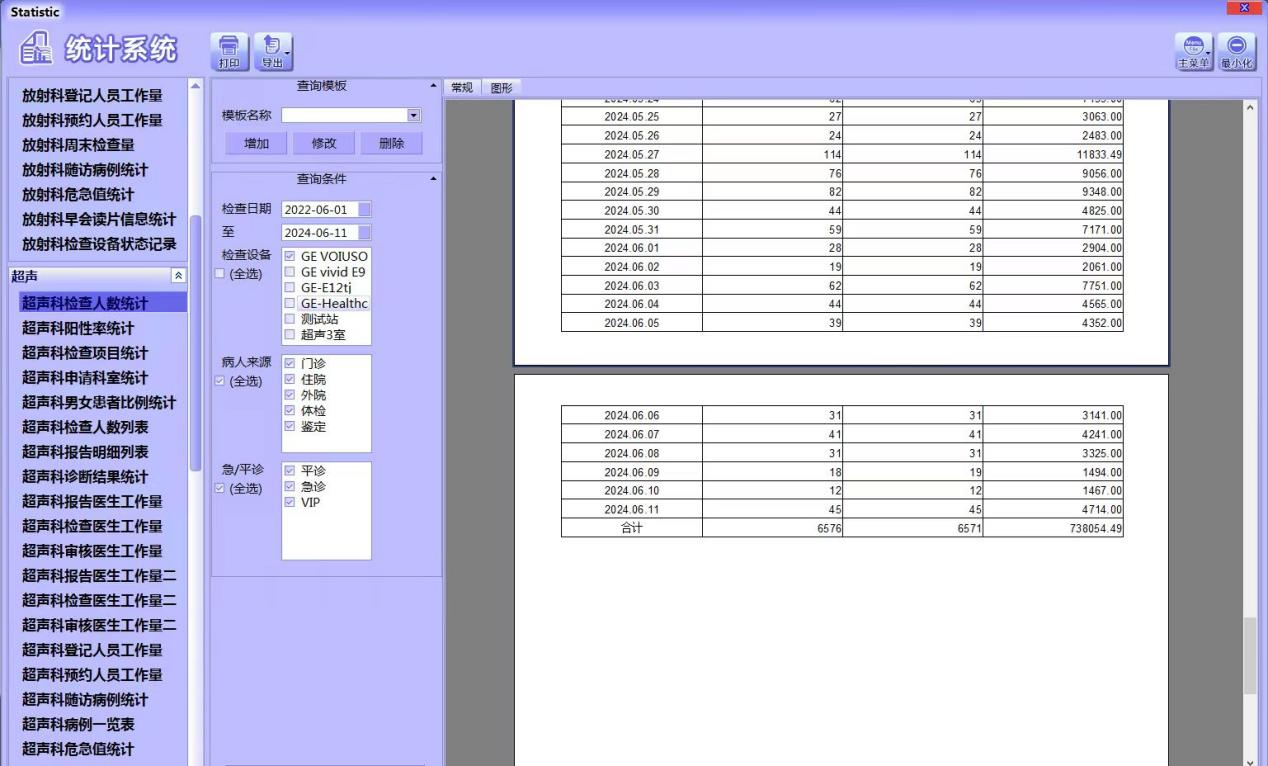 Statistic
统计系统
打印
导出
主菜单
最小化
放射科登记人员工作量
放射科预约人员工作量
放射科周末检查量
放射科随访病例统计
放射科危急值统计
放射科早会读片信息统计
放射科检查设备状态记录
超声
超声科检查人数统计
超声科阳性率统计
超声科检查项目统计
超声科申请科室统计
超声科男女患者比例统计
超声科检查人数列表
超声科报告明细列表
超声科诊断结果统计
超声科报告医生工作量
超声科检查医生工作量
超声科审核医生工作量
超声科报告医生工作量二
超声科检查医生工作量二
超声科审核医生工作量二
超声科登记人员工作量
超声科预约人员工作量
超声科随访病例统计
超声科病例一览表
超声科危急值统计
查询模板
模板名称
增加 修改 删除
查询条件
检查日期 2022-06-01
至 2024-06-11
检查设备
(全选)
GE VOIUSO
GE vivid E9
GE-E12tj
GE-Healthc
测试站
超声3室
病人来源
(全选)
门诊
住院
外院
体检
鉴定
急/平诊
(全选)
平诊
急诊
VIP
常规 图形
2024.05.25 27 27 3063.00
2024.05.26 24 24 2483.00
2024.05.27 114 114 11833.49
2024.05.28 76 76 9056.00
2024.05.29 82 82 9348.00
2024.05.30 44 44 4825.00
2024.05.31 59 59 7171.00
2024.06.01 28 28 2904.00
2024.06.02 19 19 2061.00
2024.06.03 62 62 7751.00
2024.06.04 44 44 4565.00
2024.06.05 39 39 4352.00
2024.06.06 31 31 3141.00
2024.06.07 41 41 4241.00
2024.06.08 31 31 3325.00
2024.06.09 18 19 1494.00
2024.06.10 12 12 1467.00
2024.06.11 45 45 4714.00
合计 6576 6571 738054.49